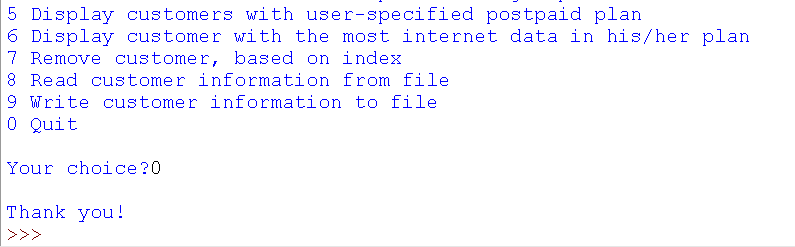 5 Display customers with user-specified postpaid plan
6 Display customer with the most internet data in his/her plan
7 Remove customer, based on index
8 Read customer information from file
9 Write customer information to file
0 Quit
Your choice?0
Thank you!
>>>